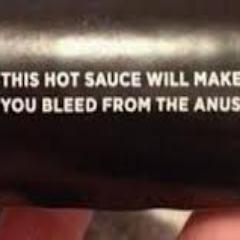 THIS HOT SAUCE WILL MAKE
YOU BLEED FROM THE ANUS